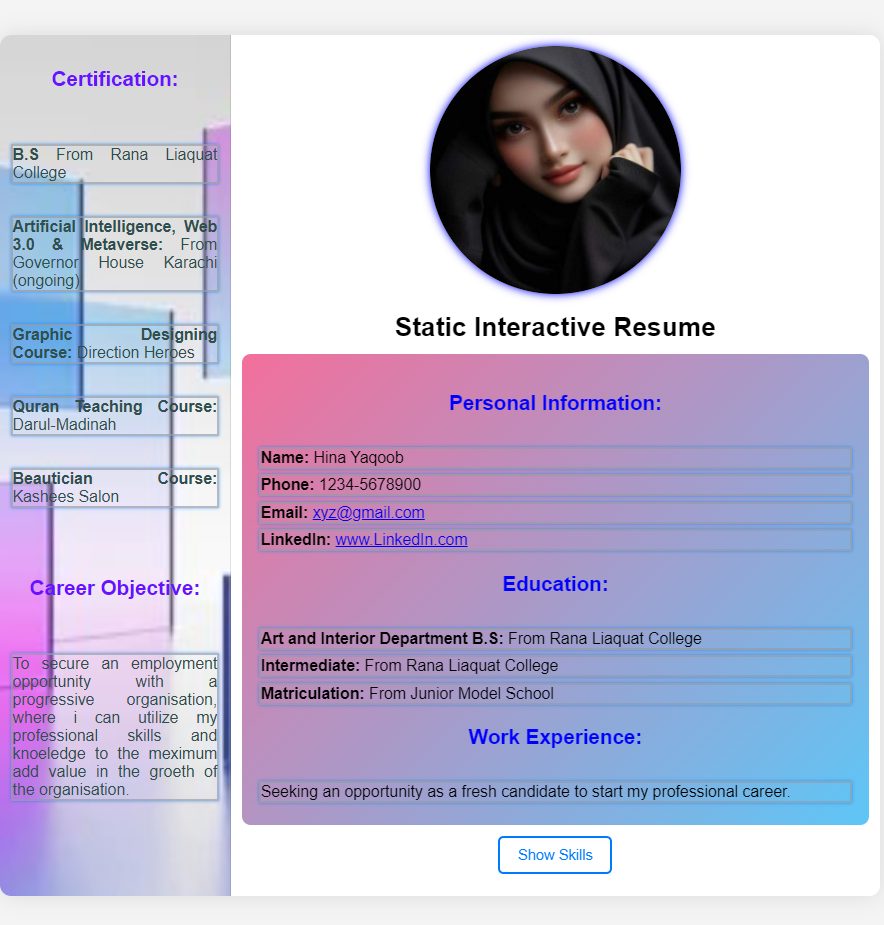 Certification:
B.S From Rana Liaquat
College
Artificial Intelligence, Web
3.0 & Metaverse: From
Governor House Karachi
(ongoing)
Graphic Designing
Course: Direction Heroes
Quran Teaching Course:
Darul-Madinah
Beautician Course:
Kashees Salon
Career Objective:
To secure an employment
opportunity with a
progressive organisation,
where i can utilize my
professional skills and
knoeledge to the meximum
add value in the groeth of
the organisation.
Static Interactive Resume
Personal Information:
Name: Hina Yaqoob
Phone: 1234-5678900
Email: xyz@gmail.com
LinkedIn: www.LinkedIn.com
Education:
Art and Interior Department B.S: From Rana Liaquat College
Intermediate: From Rana Liaquat College
Matriculation: From Junior Model School
Work Experience:
Seeking an opportunity as a fresh candidate to start my professional career.
Show Skills